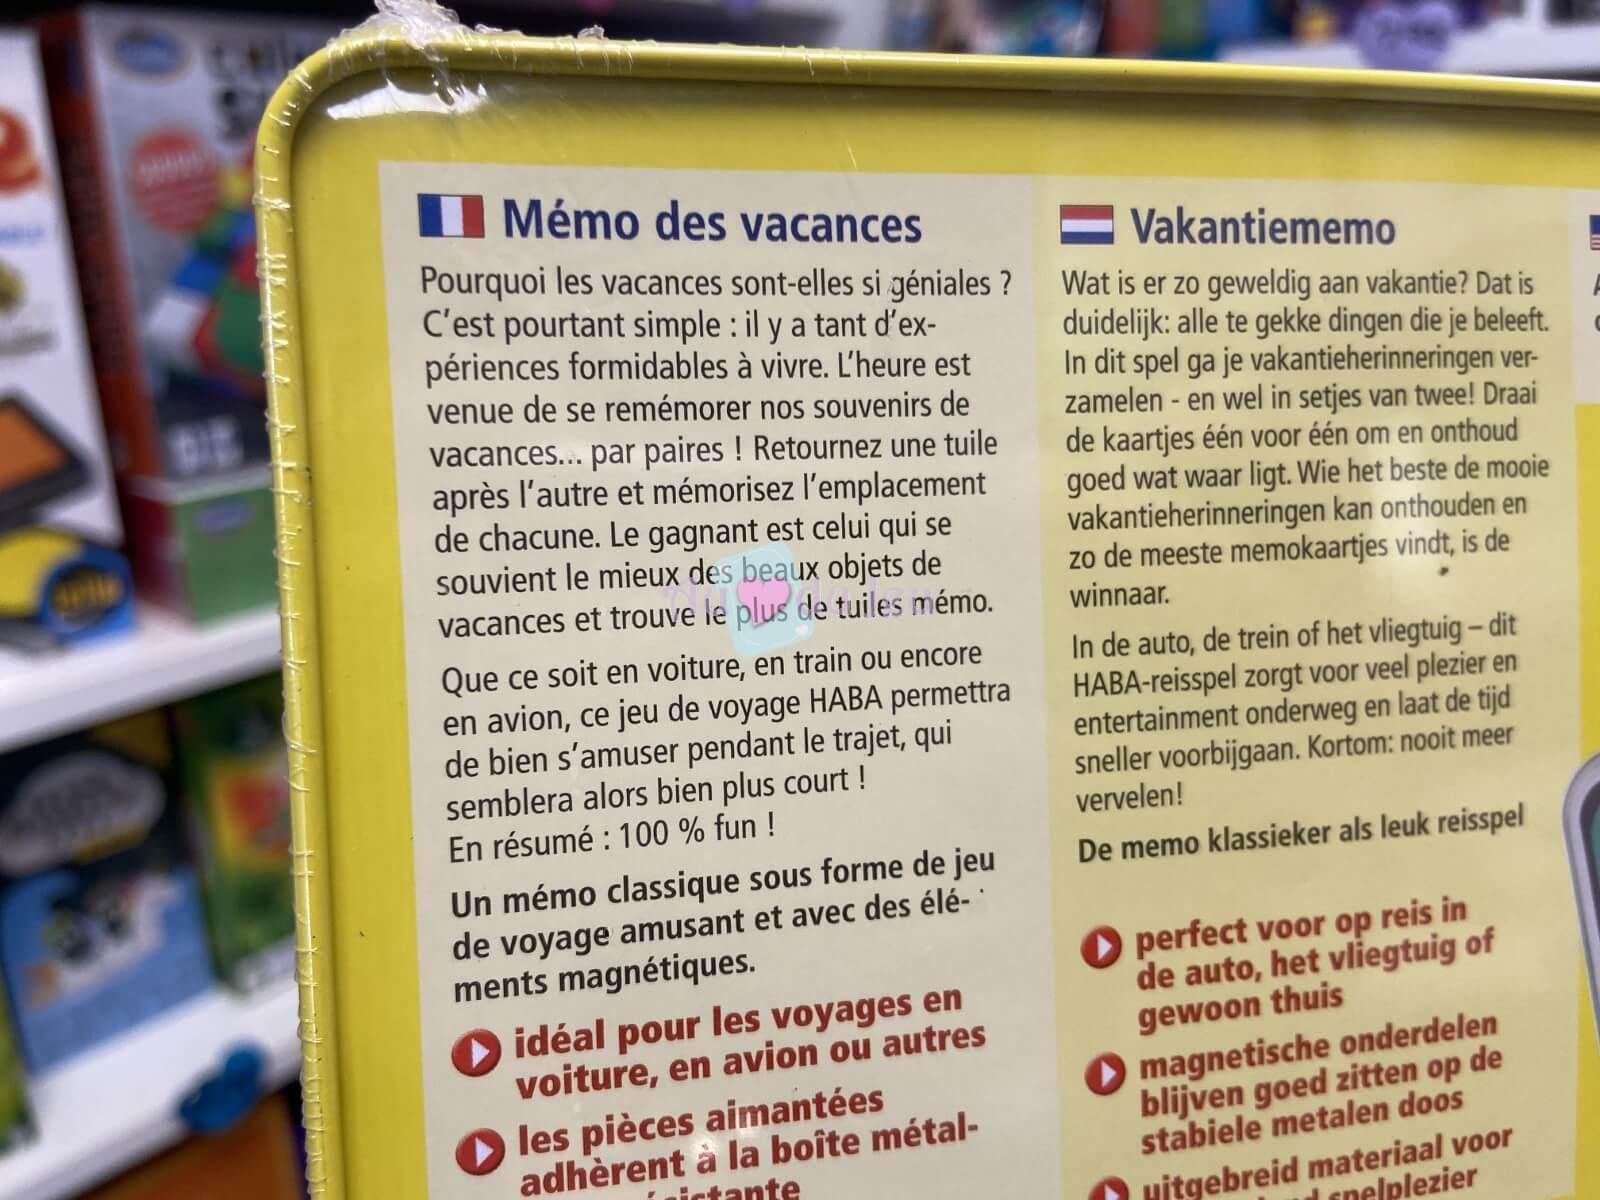 Mémo des vacances
Pourquoi les vacances sont-elles si géniales ?
C'est pourtant simple : il y a tant d'ex-
périences formidables à vivre. L'heure est
venue de se remémorer nos souvenirs de
vacances... par paires ! Retournez une tuile
après l'autre et mémorisez l'emplacement
de chacune. Le gagnant est celui qui se
souvient le mieux des beaux objets de
vacances et trouve le plus de tuiles mémo.
Que ce soit en voiture, en train ou encore
en avion, ce jeu de voyage HABA permettra
de bien s'amuser pendant le trajet, qui
semblera alors bien plus court !
En résumé : 100 % fun !
Un mémo classique sous forme de jeu
de voyage amusant et avec des élé-
ments magnétiques.
idéal pour les voyages en
voiture, en avion ou autres
les pièces aimantées
adhèrent à la boîte métal-
Vakantiememo
Wat is er zo geweldig aan vakantie? Dat is
duidelijk: alle te gekke dingen die je beleeft.
In dit spel ga je vakantieherinneringen ver-
zamelen - en wel in setjes van twee! Draai
de kaartjes één voor één om en onthoud
goed wat waar ligt. Wie het beste de mooie
vakantieherinneringen kan onthouden en
zo de meeste memokaartjes vindt, is de
winnaar.
In de auto, de trein of het vliegtuig – dit
HABA-reisspel zorgt voor veel plezier en
entertainment onderweg en laat de tijd
sneller voorbijgaan. Kortom: nooit meer
vervelen!
De memo klassieker als leuk reisspel
perfect voor op reis in
de auto, het vliegtuig of
gewoon thuis
magnetische onderdelen
blijven goed zitten op de
stabiele metalen doos
uitgebreid materiaal voor
spelplezier